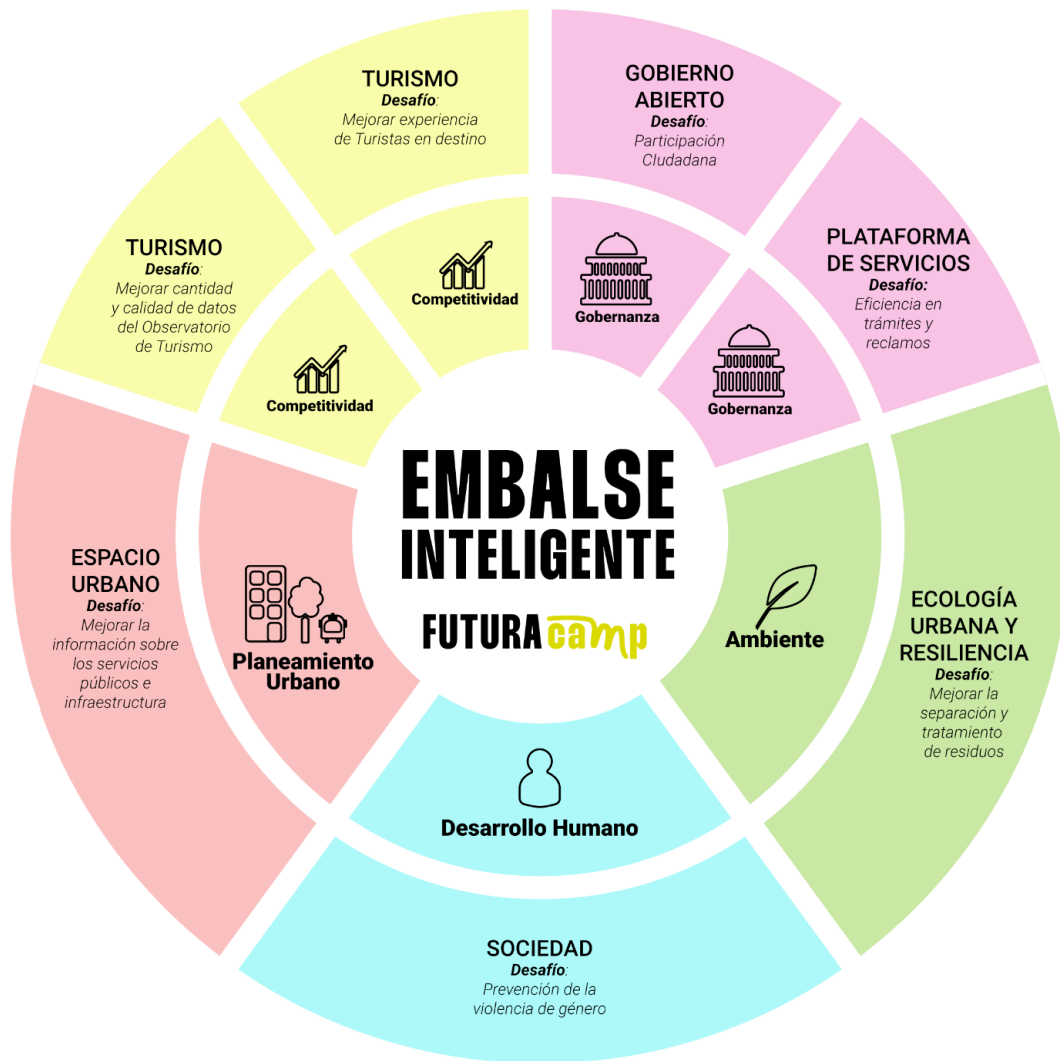 TURISMO
Desafío:
Mejorar experiencia
de Turistas en destino
GOBIERNO
ABIERTO
Desafío:
Participación
CIudadana
TURISMO
Desafío:
Mejorar cantidad
y calidad de datos
del Observatorio
de Turismo
PLATAFORMA
DE SERVICIOS
Desafío:
Eficiencia en
trámites y
reclamos
Competitividad
Gobernanza
Competitividad
Gobernanza
EMBALSE
INTELIGENTE
FUTURA camp
ESPACIO
URBANO
Desafío:
Mejorar la
información sobre
los servicios
públicos e
infraestructura
Planeamiento
Urbano
Ambiente
ECOLOGÍA
URBANA Y
RESILIENCIA
Desafío:
Mejorar la
separación y
tratamiento
de residuos
Desarrollo Humano
SOCIEDAD
Desafío:
Prevención de la
violencia de género